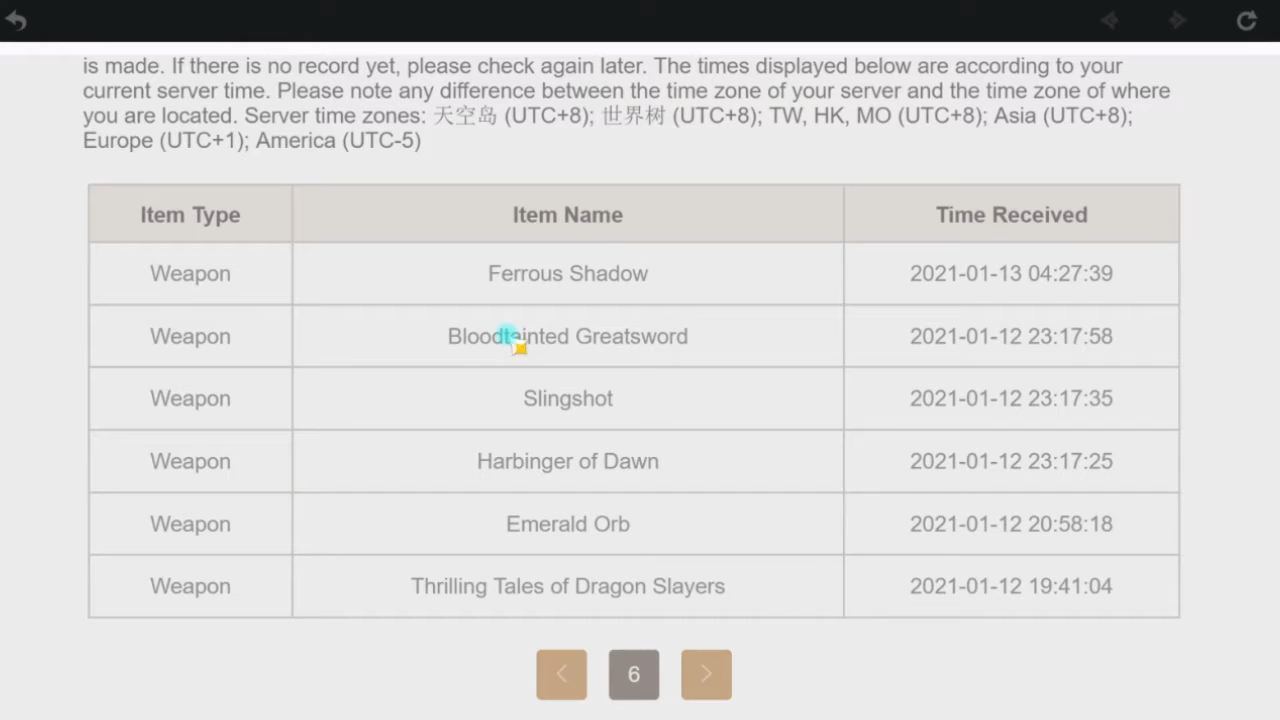 is made. If there is no record yet, please check again later. The times displayed below are according to your
current server time. Please note any difference between the time zone of your server and the time zone of where
you are located. Server time zones: 天空岛 (UTC+8); 世界树 (UTC+8); TW, HK, MO (UTC+8); Asia (UTC+8);
Europe (UTC+1); America (UTC-5)
Item Type Item Name Time Received
Weapon Ferrous Shadow 2021-01-13 04:27:39
Weapon Bloodtainted Greatsword 2021-01-12 23:17:58
Weapon Slingshot 2021-01-12 23:17:35
Weapon Harbinger of Dawn 2021-01-12 23:17:25
Weapon Emerald Orb 2021-01-12 20:58:18
Weapon Thrilling Tales of Dragon Slayers 2021-01-12 19:41:04
6